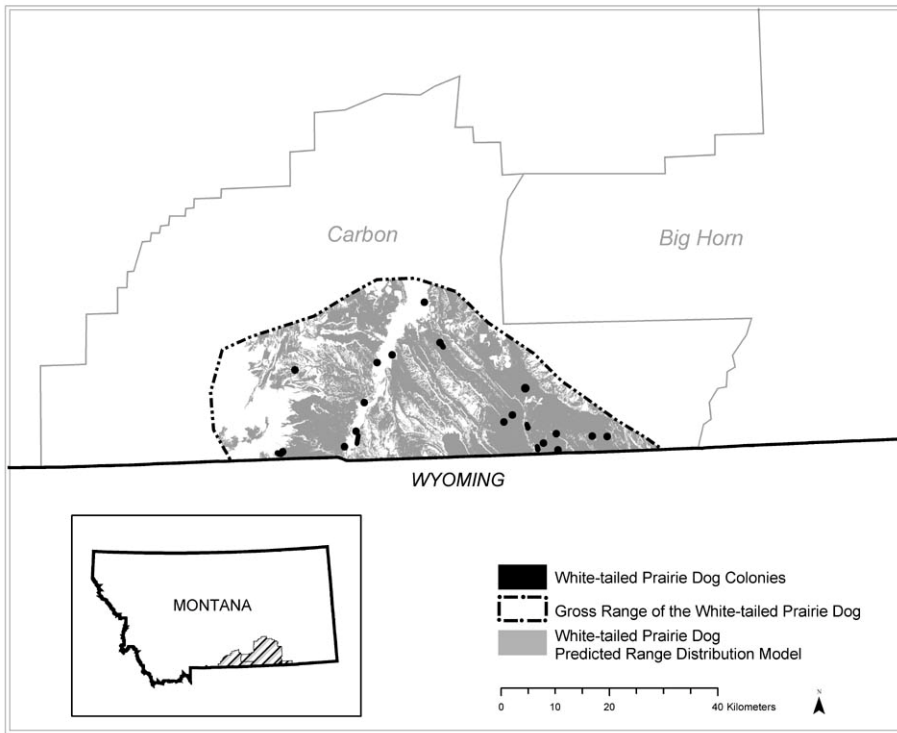 Carbon
Big Horn
WYOMING
MONTANA
White-tailed Prairie Dog Colonies
Gross Range of the White-tailed Prairie Dog
White-tailed Prairie Dog
Predicted Range Distribution Model
0 10 20 40 Kilometers
N